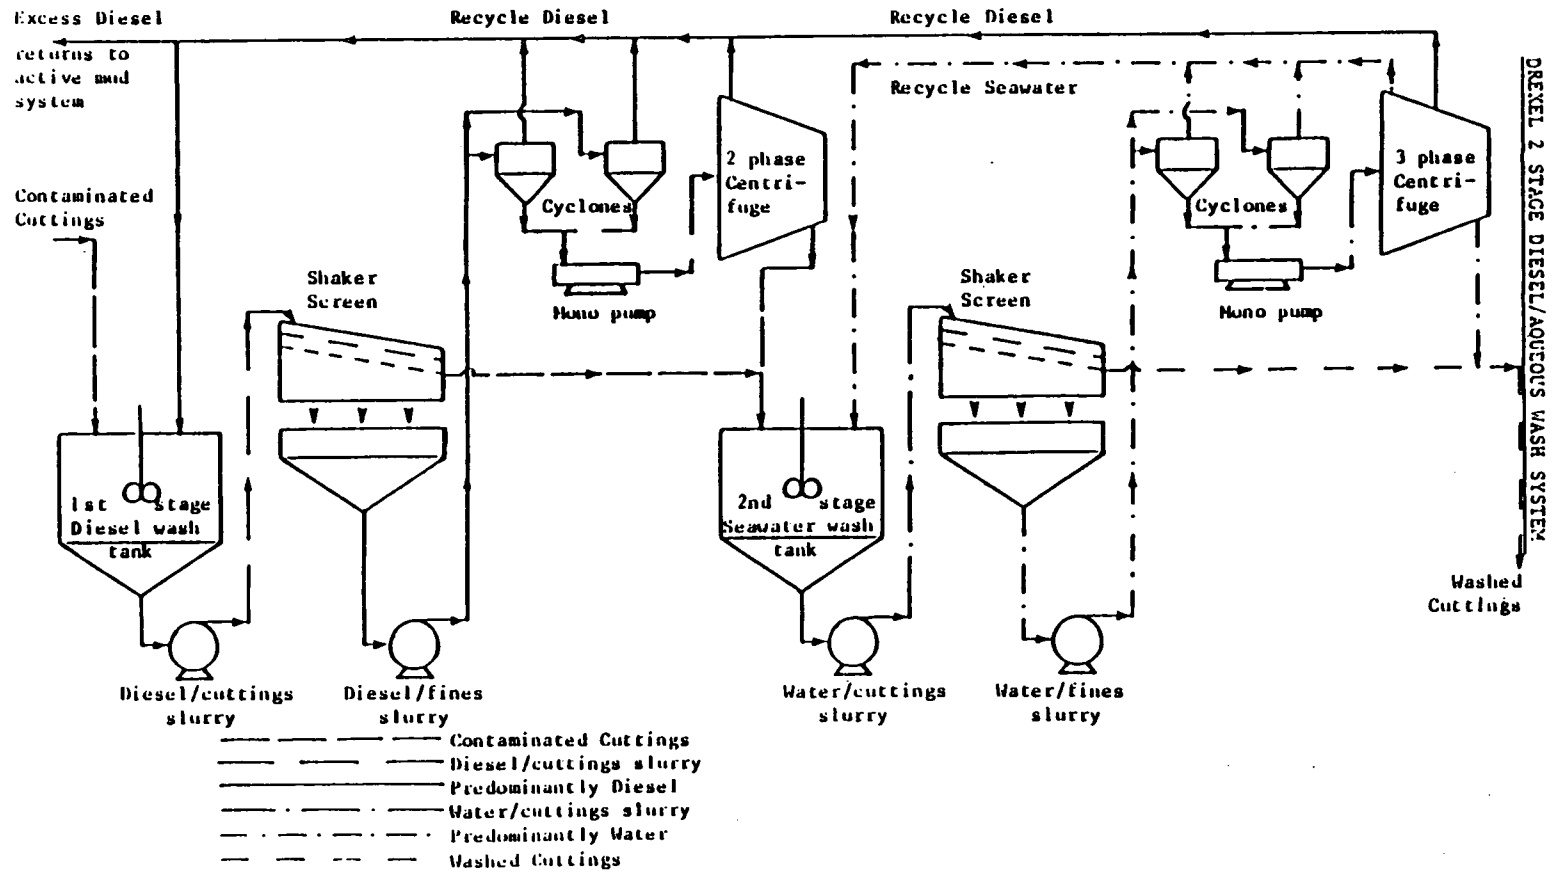 Excess Diesel
returns to
active mud
system
Recycle Diesel
Recycle Diesel
Recycle Seawater
Contaminated
Cuttings
2 phase
Centri-
fuge
3 phase
Centri-
fuge
Cyclones
Cyclones
Shaker
Screen
Mono pump
Shaker
Screen
Mono pump
1st stage
Diesel wash
tank
2nd stage
Seawater wash
tank
Washed
Cuttings
Diesel/cuttings
slurry
Diesel/fines
slurry
Water/cuttings
slurry
Water/fines
slurry
Contaminated Cuttings
Diesel/cuttings slurry
Predominantly Diesel
Water/cuttings slurry
Predominantly Water
Washed Cuttings
DREXEL 2 STAGE DIESEL/AQUEOUS WASH SYSTEM